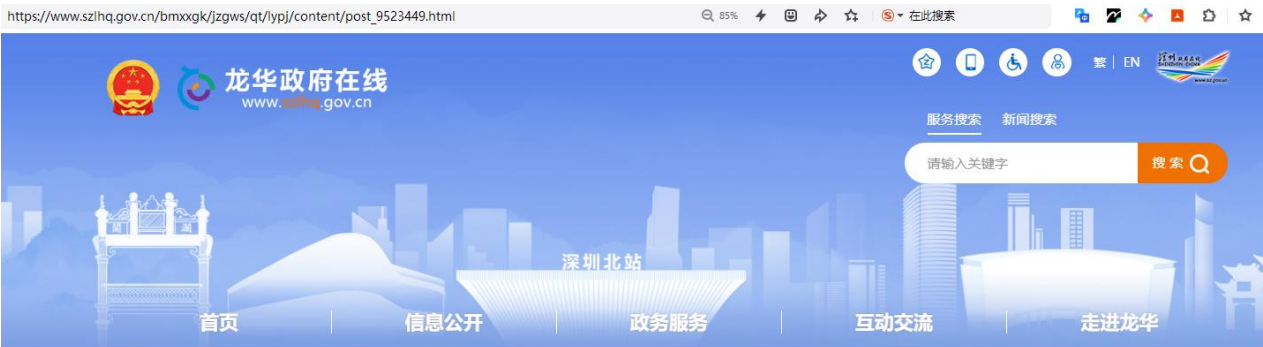 https://www.szlhq.gov.cn/bmxxgk/jzgws/qt/lypj/content/post_9523449.html
85%
在此搜索
龙华政府在线
www.szlhq.gov.cn
繁 | EN
服务搜索 新闻搜索
请输入关键字
搜索
深圳北站
首页 信息公开 政务服务 互动交流 走进龙华